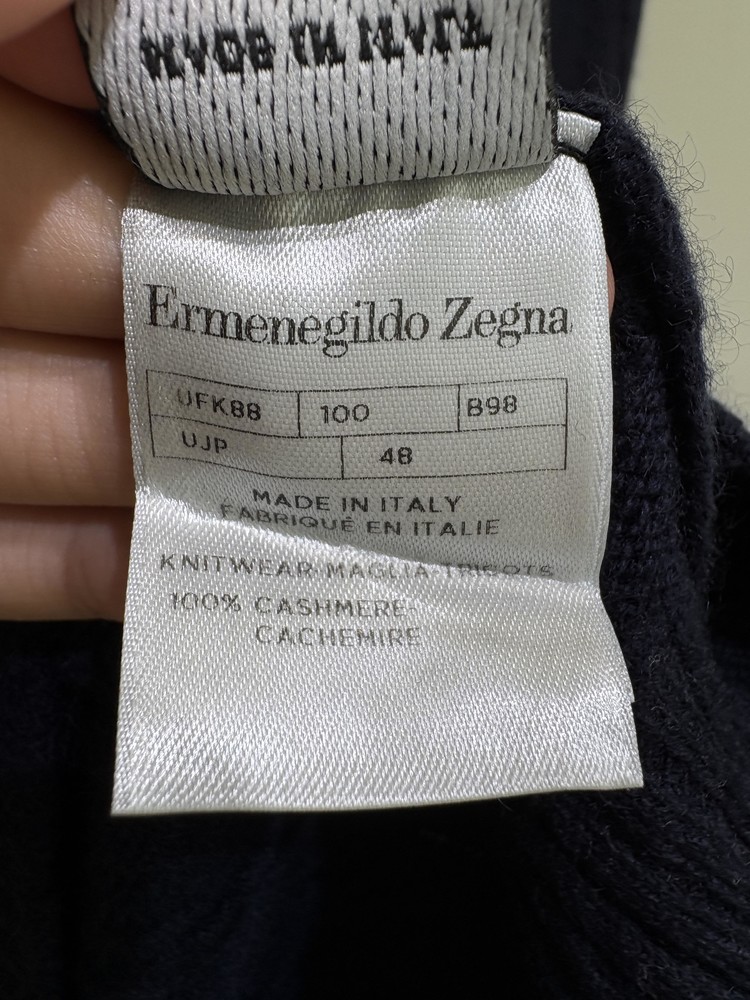 Ermenegildo Zegna
UFK88 100 B98
UJP 48
MADE IN ITALY
FABRIQUÉ EN ITALIE
KNITWEAR-MAGLIA-TRICOTS
100% CASHMERE-
CACHEMIRE